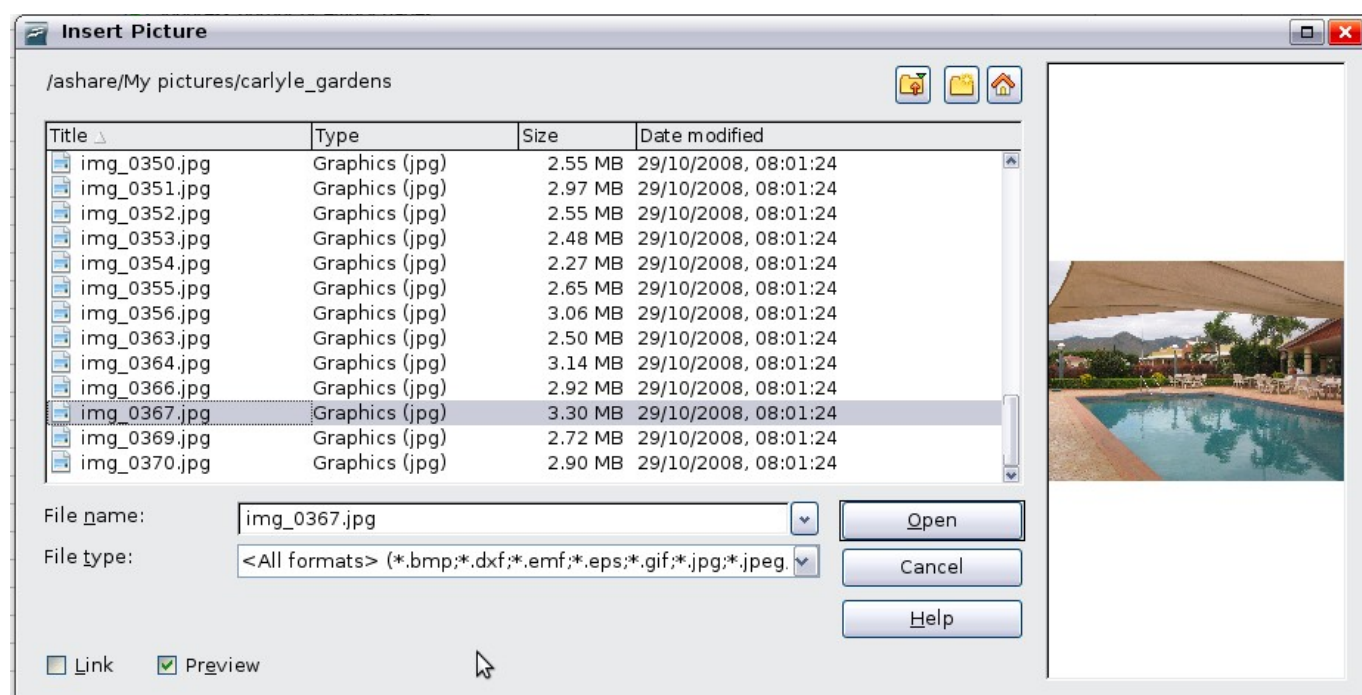 Insert Picture
/ashare/My pictures/carlyle_gardens
Title Type Size Date modified
img_0350.jpg Graphics (jpg) 2.55 MB 29/10/2008, 08:01:24
img_0351.jpg Graphics (jpg) 2.97 MB 29/10/2008, 08:01:24
img_0352.jpg Graphics (jpg) 2.55 MB 29/10/2008, 08:01:24
img_0353.jpg Graphics (jpg) 2.48 MB 29/10/2008, 08:01:24
img_0354.jpg Graphics (jpg) 2.27 MB 29/10/2008, 08:01:24
img_0355.jpg Graphics (jpg) 2.65 MB 29/10/2008, 08:01:24
img_0356.jpg Graphics (jpg) 3.06 MB 29/10/2008, 08:01:24
img_0363.jpg Graphics (jpg) 2.50 MB 29/10/2008, 08:01:24
img_0364.jpg Graphics (jpg) 3.14 MB 29/10/2008, 08:01:24
img_0366.jpg Graphics (jpg) 2.92 MB 29/10/2008, 08:01:24
img_0367.jpg Graphics (jpg) 3.30 MB 29/10/2008, 08:01:24
img_0369.jpg Graphics (jpg) 2.72 MB 29/10/2008, 08:01:24
img_0370.jpg Graphics (jpg) 2.90 MB 29/10/2008, 08:01:24
File name: img_0367.jpg Open
File type: <All formats> (*.bmp;*.dxf;*.emf;*.eps;*.gif;*.jpg;*.jpeg, Cancel
Help
Link Preview